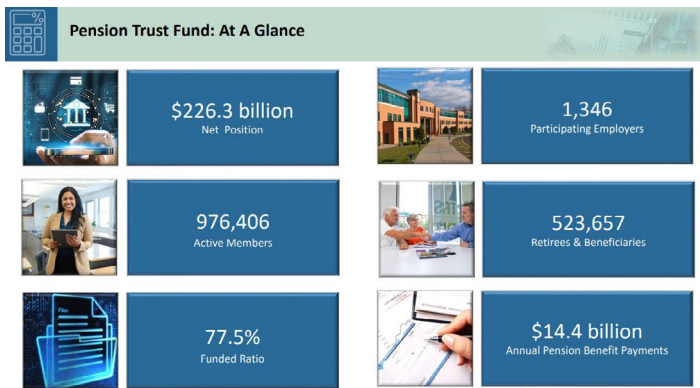 Pension Trust Fund: At A Glance
$226.3 billion
Net Position
1,346
Participating Employers
976,406
Active Members
523,657
Retirees & Beneficiaries
77.5%
Funded Ratio
$14.4 billion
Annual Pension Benefit Payments
%
Files